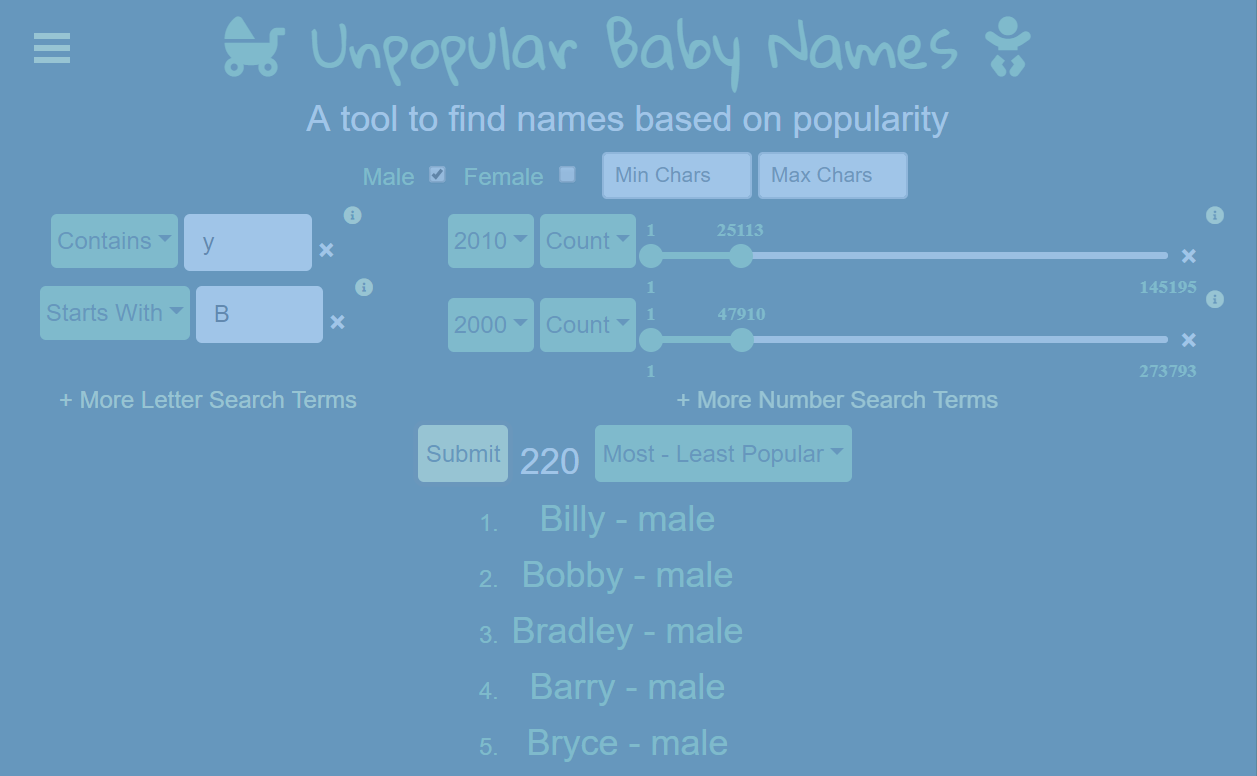 Unpopular Baby Names
A tool to find names based on popularity
Male Female Min Chars Max Chars
Contains y
Starts With B
+ More Letter Search Terms
2010 Count 1 25113
1 145195
2000 Count 1 47910
1 273793
+ More Number Search Terms
Submit 220 Most - Least Popular
1. Billy - male
2. Bobby - male
3. Bradley - male
4. Barry - male
5. Bryce - male